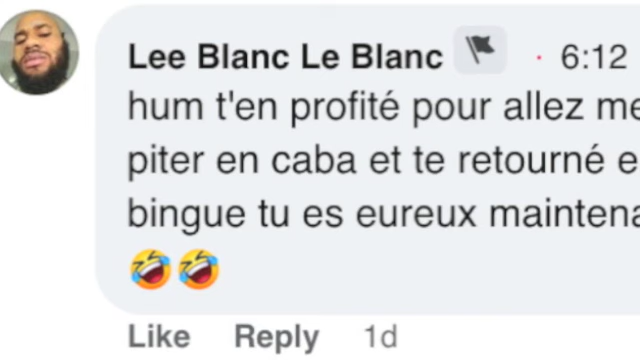 Lee Blanc Le Blanc · 6:12
hum t'en profité pour allez me
piter en caba et te retourné e
bingue tu es eureux maintena
🤣🤣
Like Reply 1d